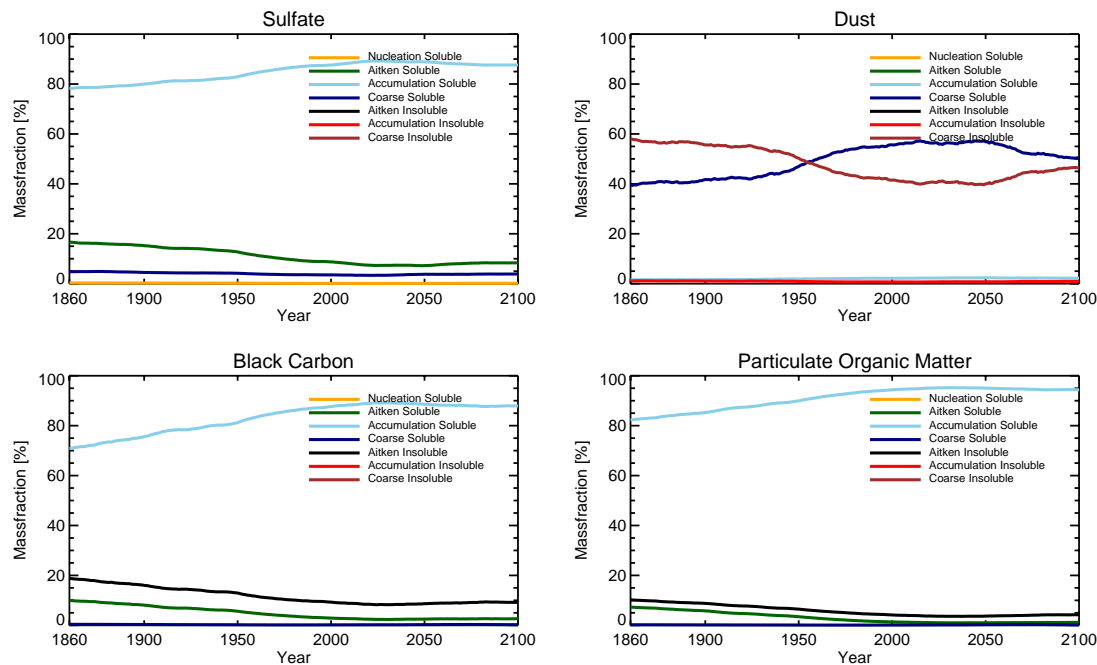 Sulfate
100
80
60
40
20
0
Massfraction [%]
Nucleation Soluble
Aitken Soluble
Accumulation Soluble
Coarse Soluble
Aitken Insoluble
Accumulation Insoluble
Coarse Insoluble
1860 1900 1950 2000 2050 2100
Year
Dust
100
80
60
40
20
0
Massfraction [%]
Nucleation Soluble
Aitken Soluble
Accumulation Soluble
Coarse Soluble
Aitken Insoluble
Accumulation Insoluble
Coarse Insoluble
1860 1900 1950 2000 2050 2100
Year
Black Carbon
100
80
60
40
20
0
Massfraction [%]
Nucleation Soluble
Aitken Soluble
Accumulation Soluble
Coarse Soluble
Aitken Insoluble
Accumulation Insoluble
Coarse Insoluble
1860 1900 1950 2000 2050 2100
Year
Particulate Organic Matter
100
80
60
40
20
0
Massfraction [%]
Nucleation Soluble
Aitken Soluble
Accumulation Soluble
Coarse Soluble
Aitken Insoluble
Accumulation Insoluble
Coarse Insoluble
1860 1900 1950 2000 2050 2100
Year